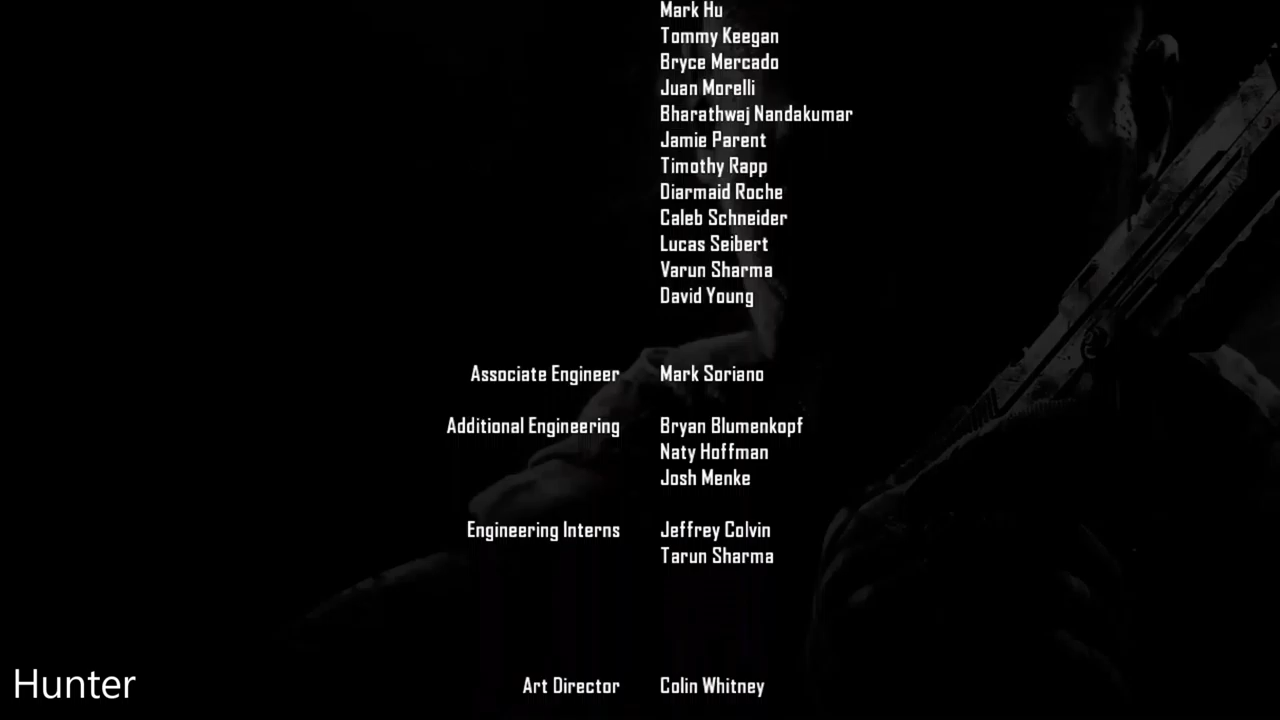 Mark Hu
Tommy Keegan
Bryce Mercado
Juan Morelli
Bharathwaj Nandakumar
Jamie Parent
Timothy Rapp
Diarmaid Roche
Caleb Schneider
Lucas Seibert
Varun Sharma
David Young
Associate Engineer Mark Soriano
Additional Engineering Bryan Blumenkopf
Naty Hoffman
Josh Menke
Engineering Interns Jeffrey Colvin
Tarun Sharma
Art Director Colin Whitney
Hunter